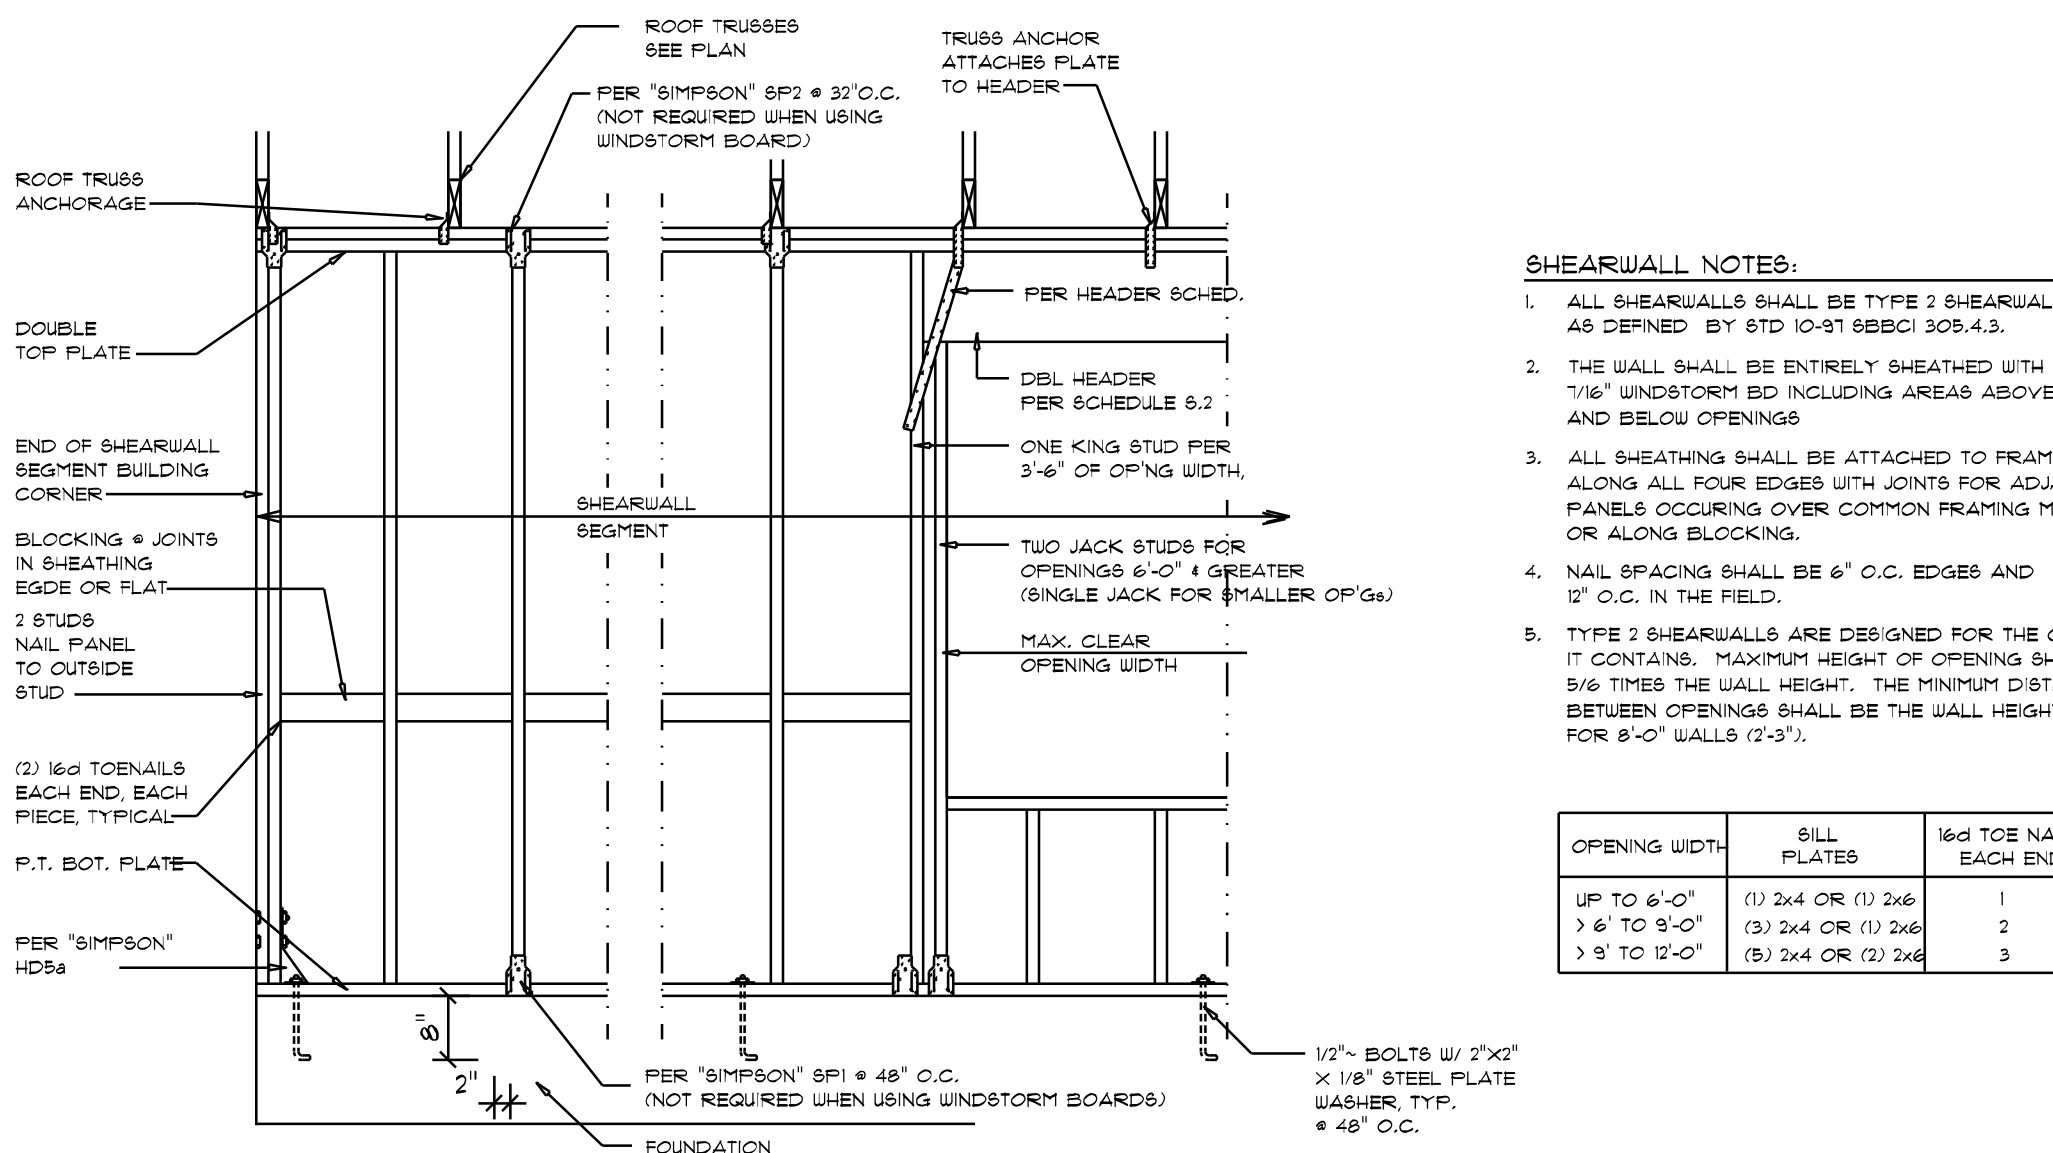 ROOF TRUSSES
SEE PLAN
TRUSS ANCHOR
ATTACHES PLATE
TO HEADER
PER "SIMPSON" SP2 @ 32"O.C.
(NOT REQUIRED WHEN USING
WINDSTORM BOARD)
ROOF TRUSS
ANCHORAGE
DOUBLE
TOP PLATE
END OF SHEARWALL
SEGMENT BUILDING
CORNER
BLOCKING @ JOINTS
IN SHEATHING
EGDE OR FLAT
2 STUDS
NAIL PANEL
TO OUTSIDE
STUD
(2) 16d TOENAILS
EACH END, EACH
PIECE, TYPICAL
P.T. BOT. PLATE
PER "SIMPSON"
HD5a
SHEARWALL
SEGMENT
PER HEADER SCHED.
DBL HEADER
PER SCHEDULE S.2
ONE KING STUD PER
3'-6" OF OP'NG WIDTH,
TWO JACK STUDS FOR
OPENINGS 6'-0" & GREATER
(SINGLE JACK FOR SMALLER OP'Gs)
MAX. CLEAR
OPENING WIDTH
8"
2"
PER "SIMPSON" SP1 @ 48" O.C.
(NOT REQUIRED WHEN USING WINDSTORM BOARDS)
FOUNDATION
1/2"~ BOLTS W/ 2"X2"
X 1/8" STEEL PLATE
WASHER, TYP.
@ 48" O.C.
SHEARWALL NOTES:
1. ALL SHEARWALLS SHALL BE TYPE 2 SHEARWAL
AS DEFINED BY STD 10-97 SBBCI 305.4.3.
2. THE WALL SHALL BE ENTIRELY SHEATHED WITH
7/16" WINDSTORM BD INCLUDING AREAS ABOVE
AND BELOW OPENINGS
3. ALL SHEATHING SHALL BE ATTACHED TO FRAM
ALONG ALL FOUR EDGES WITH JOINTS FOR ADJ
PANELS OCCURING OVER COMMON FRAMING M
OR ALONG BLOCKING.
4. NAIL SPACING SHALL BE 6" O.C. EDGES AND
12" O.C. IN THE FIELD.
5. TYPE 2 SHEARWALLS ARE DESIGNED FOR THE
IT CONTAINS. MAXIMUM HEIGHT OF OPENING SH
5/6 TIMES THE WALL HEIGHT. THE MINIMUM DIST
BETWEEN OPENINGS SHALL BE THE WALL HEIGH
FOR 8'-0" WALLS (2'-3").
OPENING WIDTH
SILL
PLATES
16d TOE NA
EACH END
UP TO 6'-0" (1) 2x4 OR (1) 2x6 1
> 6' TO 9'-0" (3) 2x4 OR (1) 2x6 2
> 9' TO 12'-0" (5) 2x4 OR (2) 2x6 3